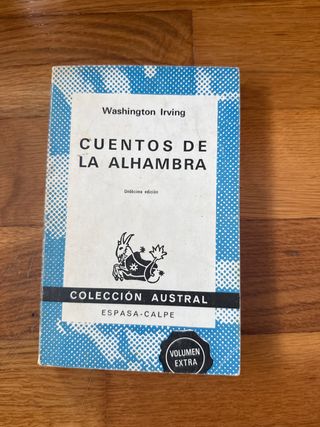 Washington Irving
CUENTOS DE
LA ALHAMBRA
Undécima edición
COLECCIÓN AUSTRAL
ESPASA-CALPE
VOLUMEN
EXTRA